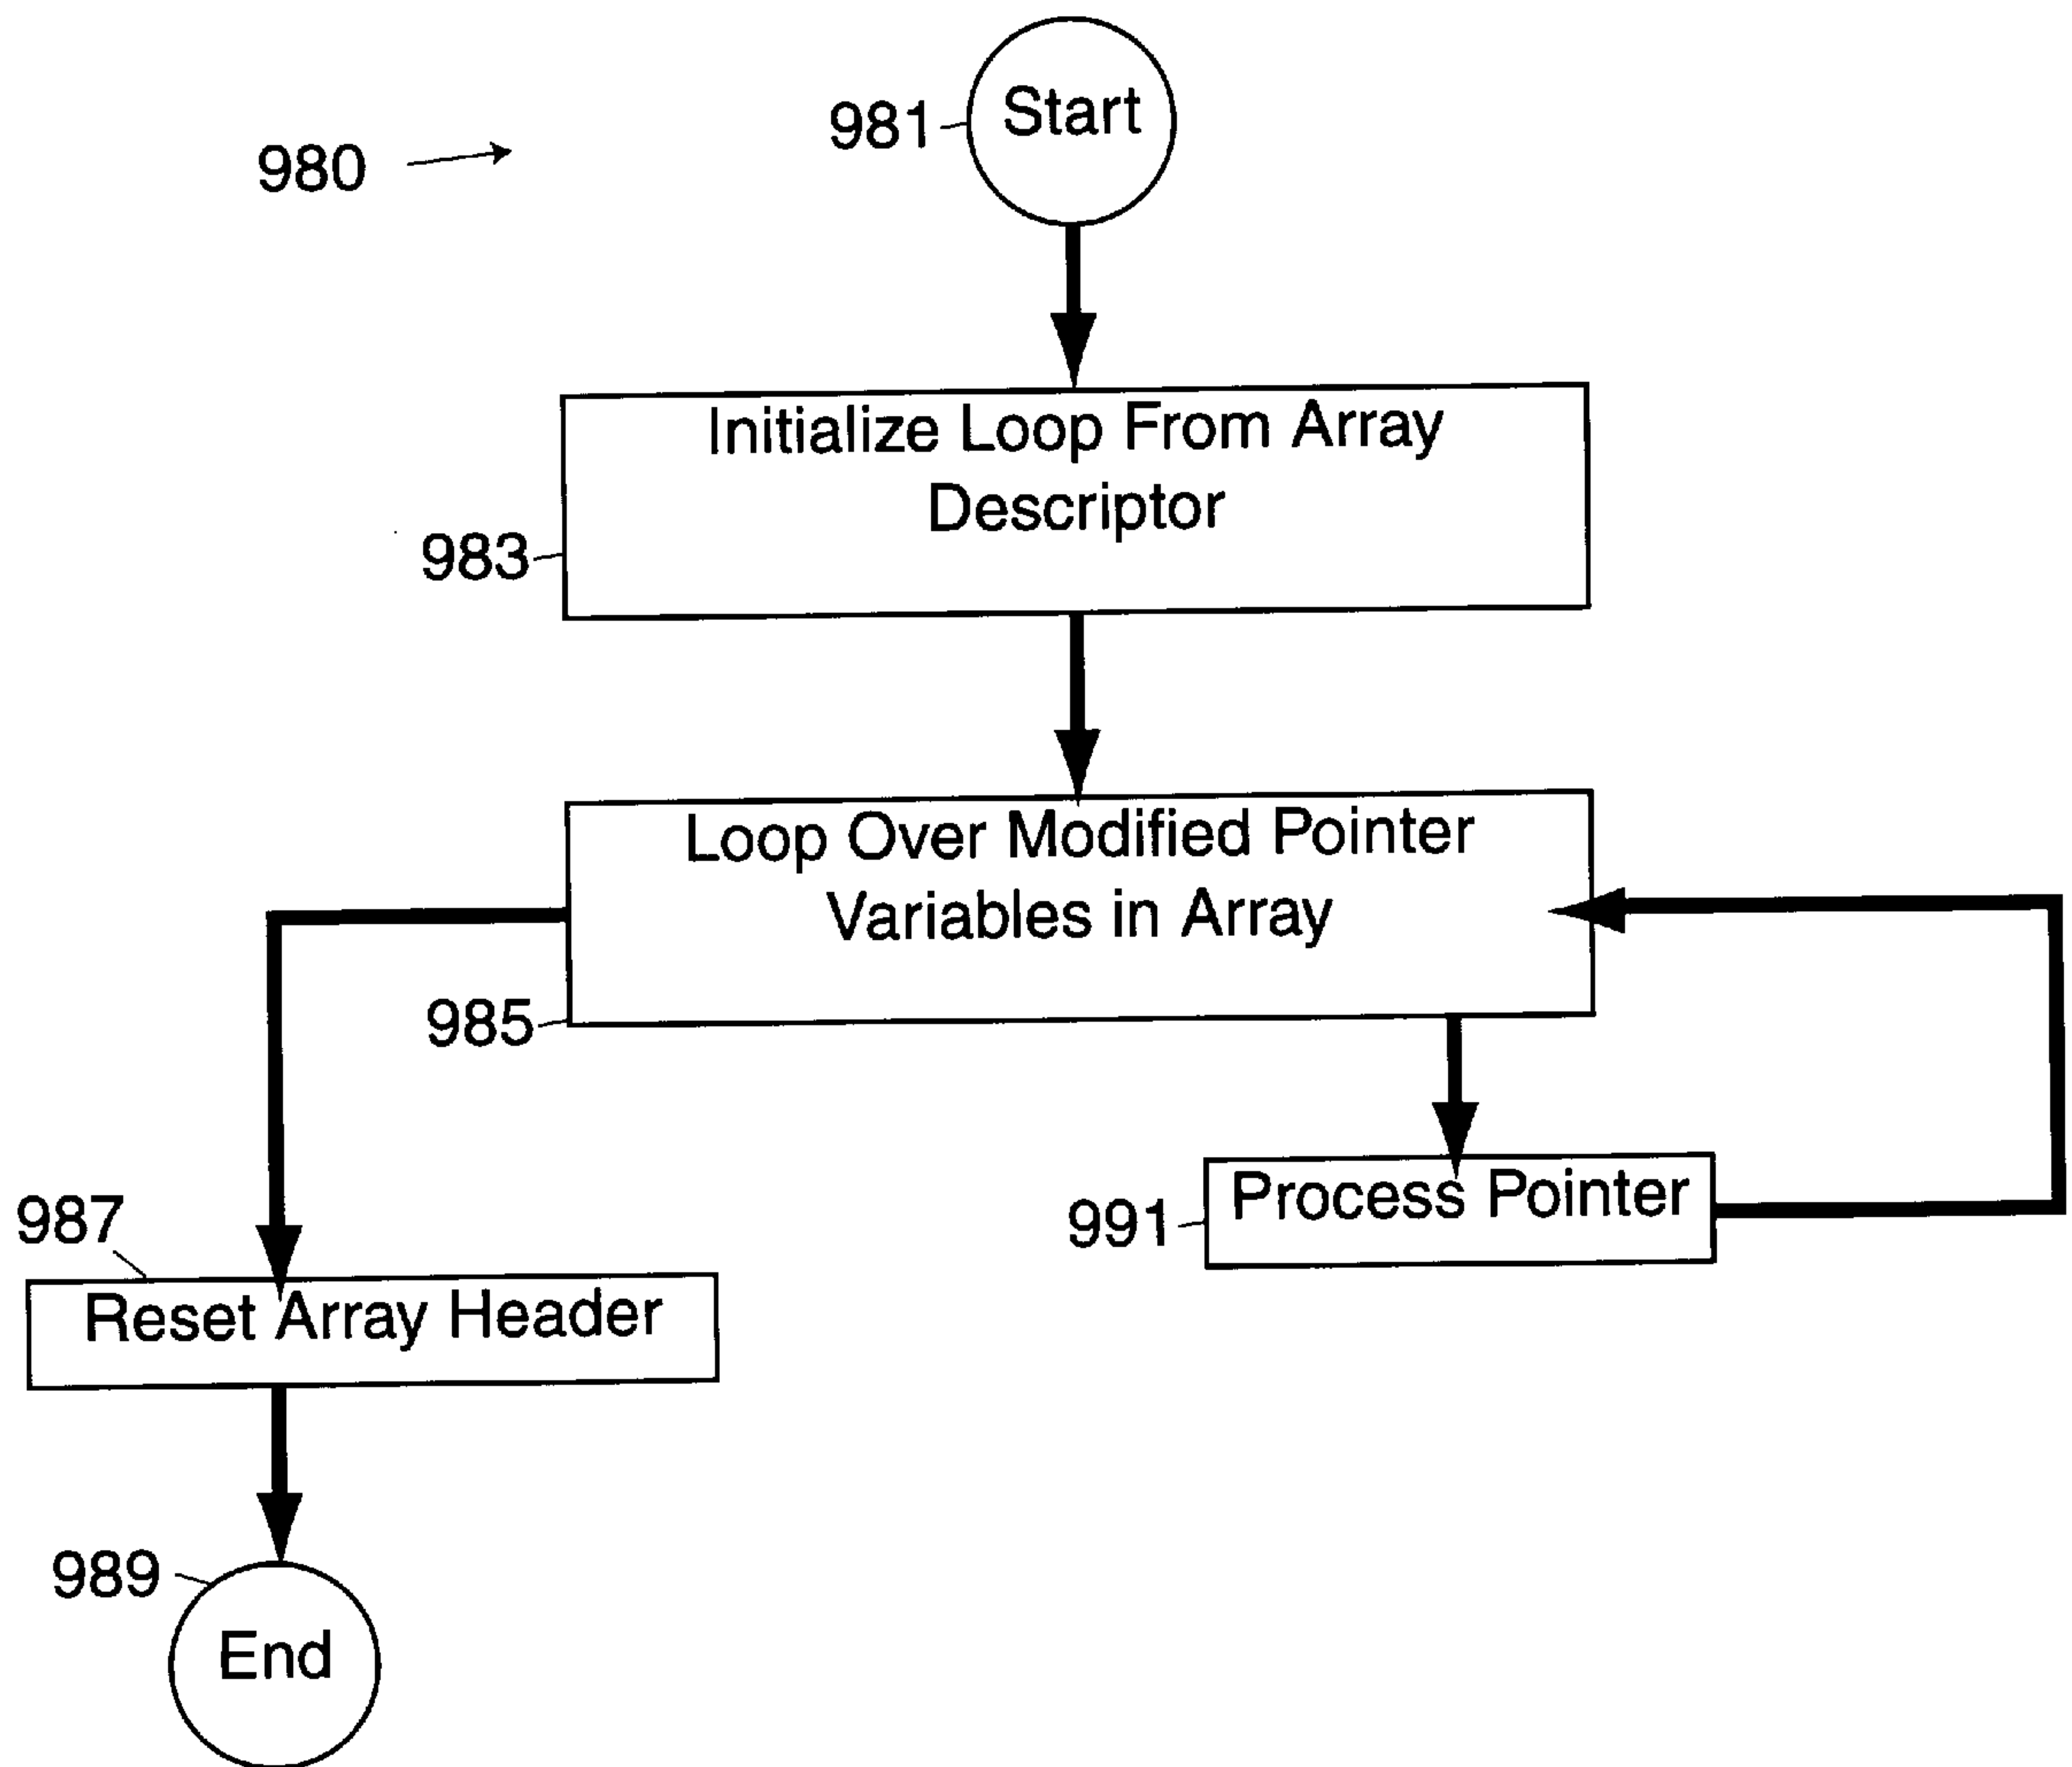 981
Start
980
Initialize Loop From Array
Descriptor
983
Loop Over Modified Pointer
Variables in Array
985
987
991
Process Pointer
Reset Array Header
989
End